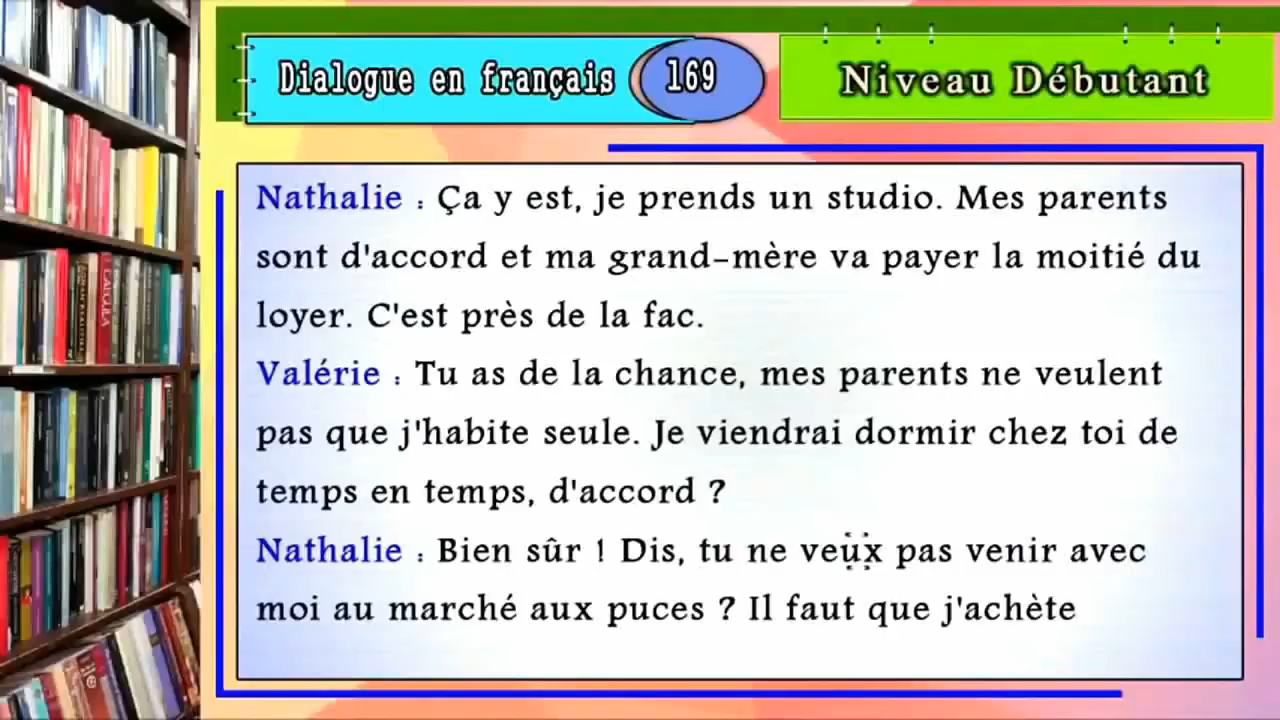 Dialogue en français 169
Niveau Débutant
Nathalie : Ça y est, je prends un studio. Mes parents
sont d'accord et ma grand-mère va payer la moitié du
loyer. C'est près de la fac.
Valérie : Tu as de la chance, mes parents ne veulent
pas que j'habite seule. Je viendrai dormir chez toi de
temps en temps, d'accord ?
Nathalie : Bien sûr ! Dis, tu ne veux pas venir avec
moi au marché aux puces ? Il faut que j'achète